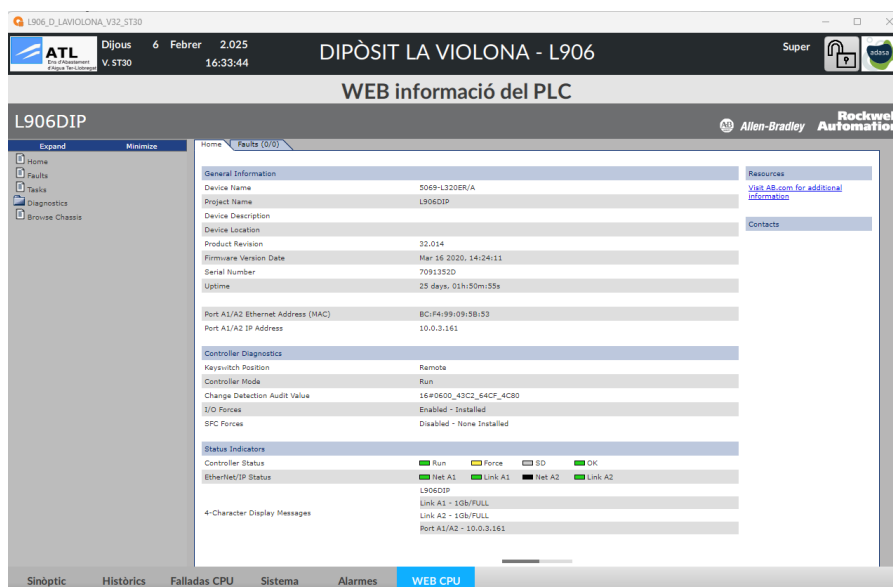 L906_D_LAVIOLONA_V32_ST30
ATL
Ens d'Abastament
d'Aigua Ter-Llobregat
Dijous 6 Febrer 2.025
V. ST30 16:33:44
DIPÒSIT LA VIOLONA - L906
Super
adasa
WEB informació del PLC
L906DIP
AB Allen-Bradley
Rockwel
Automation
Expand Minimize
Home
Faults
Tasks
Diagnostics
Browse Chassis
Home Faults (0/0)
General Information
Device Name 5069-L320ER/A
Project Name L906DIP
Device Description
Device Location
Product Revision 32.014
Firmware Version Date Mar 16 2020, 14:24:11
Serial Number 7091352D
Uptime 25 days, 01h:50m:55s
Port A1/A2 Ethernet Address (MAC) BC:F4:99:09:5B:53
Port A1/A2 IP Address 10.0.3.161
Controller Diagnostics
Keyswitch Position Remote
Controller Mode Run
Change Detection Audit Value 16#0600_43C2_64CF_4C80
I/O Forces Enabled - Installed
SFC Forces Disabled - None Installed
Status Indicators
Controller Status Run Force SD OK
EtherNet/IP Status Net A1 Link A1 Net A2 Link A2
4-Character Display Messages
L906DIP
Link A1 - 1Gb/FULL
Link A2 - 1Gb/FULL
Port A1/A2 - 10.0.3.161
Resources
Visit AB.com for additional
information
Contacts
Sinòptic Històrics Falladas CPU Sistema Alarmes WEB CPU